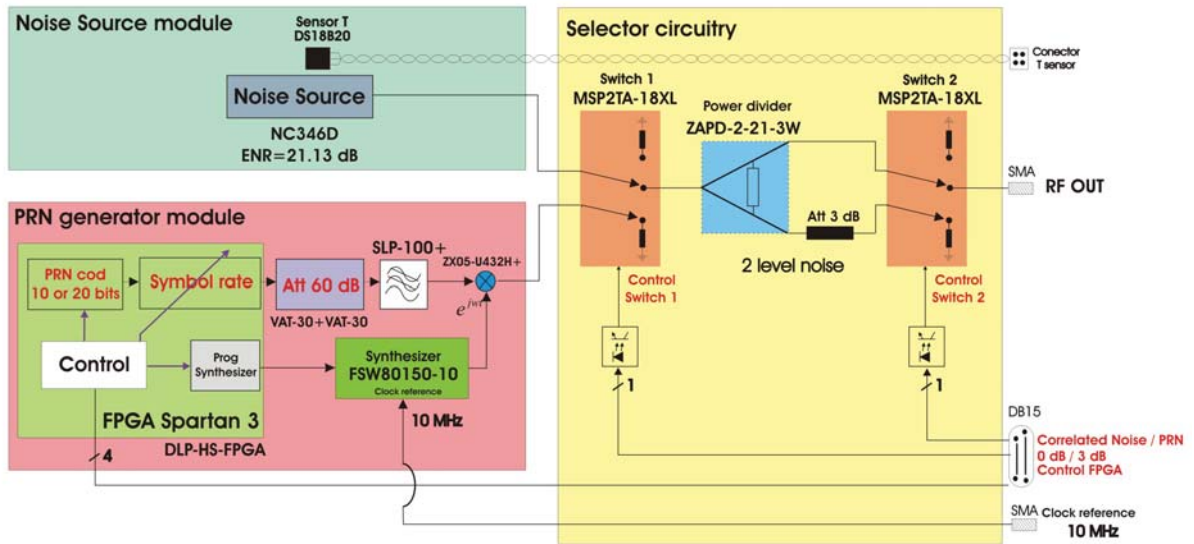 Noise Source module
Sensor T
DS18B20
Noise Source
NC346D
ENR=21.13 dB
PRN generator module
PRN cod
10 or 20 bits
Symbol rate
Att 60 dB
VAT-30+VAT-30
SLP-100+
ZX05-U432H+
e^jwt
Control
Prog
Synthesizer
Synthesizer
FSW80150-10
Clock reference
FPGA Spartan 3
DLP-HS-FPGA
10 MHz
4
Selector circuitry
Switch 1
MSP2TA-18XL
Power divider
ZAPD-2-21-3W
Att 3 dB
2 level noise
Switch 2
MSP2TA-18XL
Control
Switch 1
Control
Switch 2
1
1
Conector
T sensor
SMA
RF OUT
DB15
Correlated Noise / PRN
0 dB / 3 dB
Control FPGA
SMA
Clock reference
10 MHz